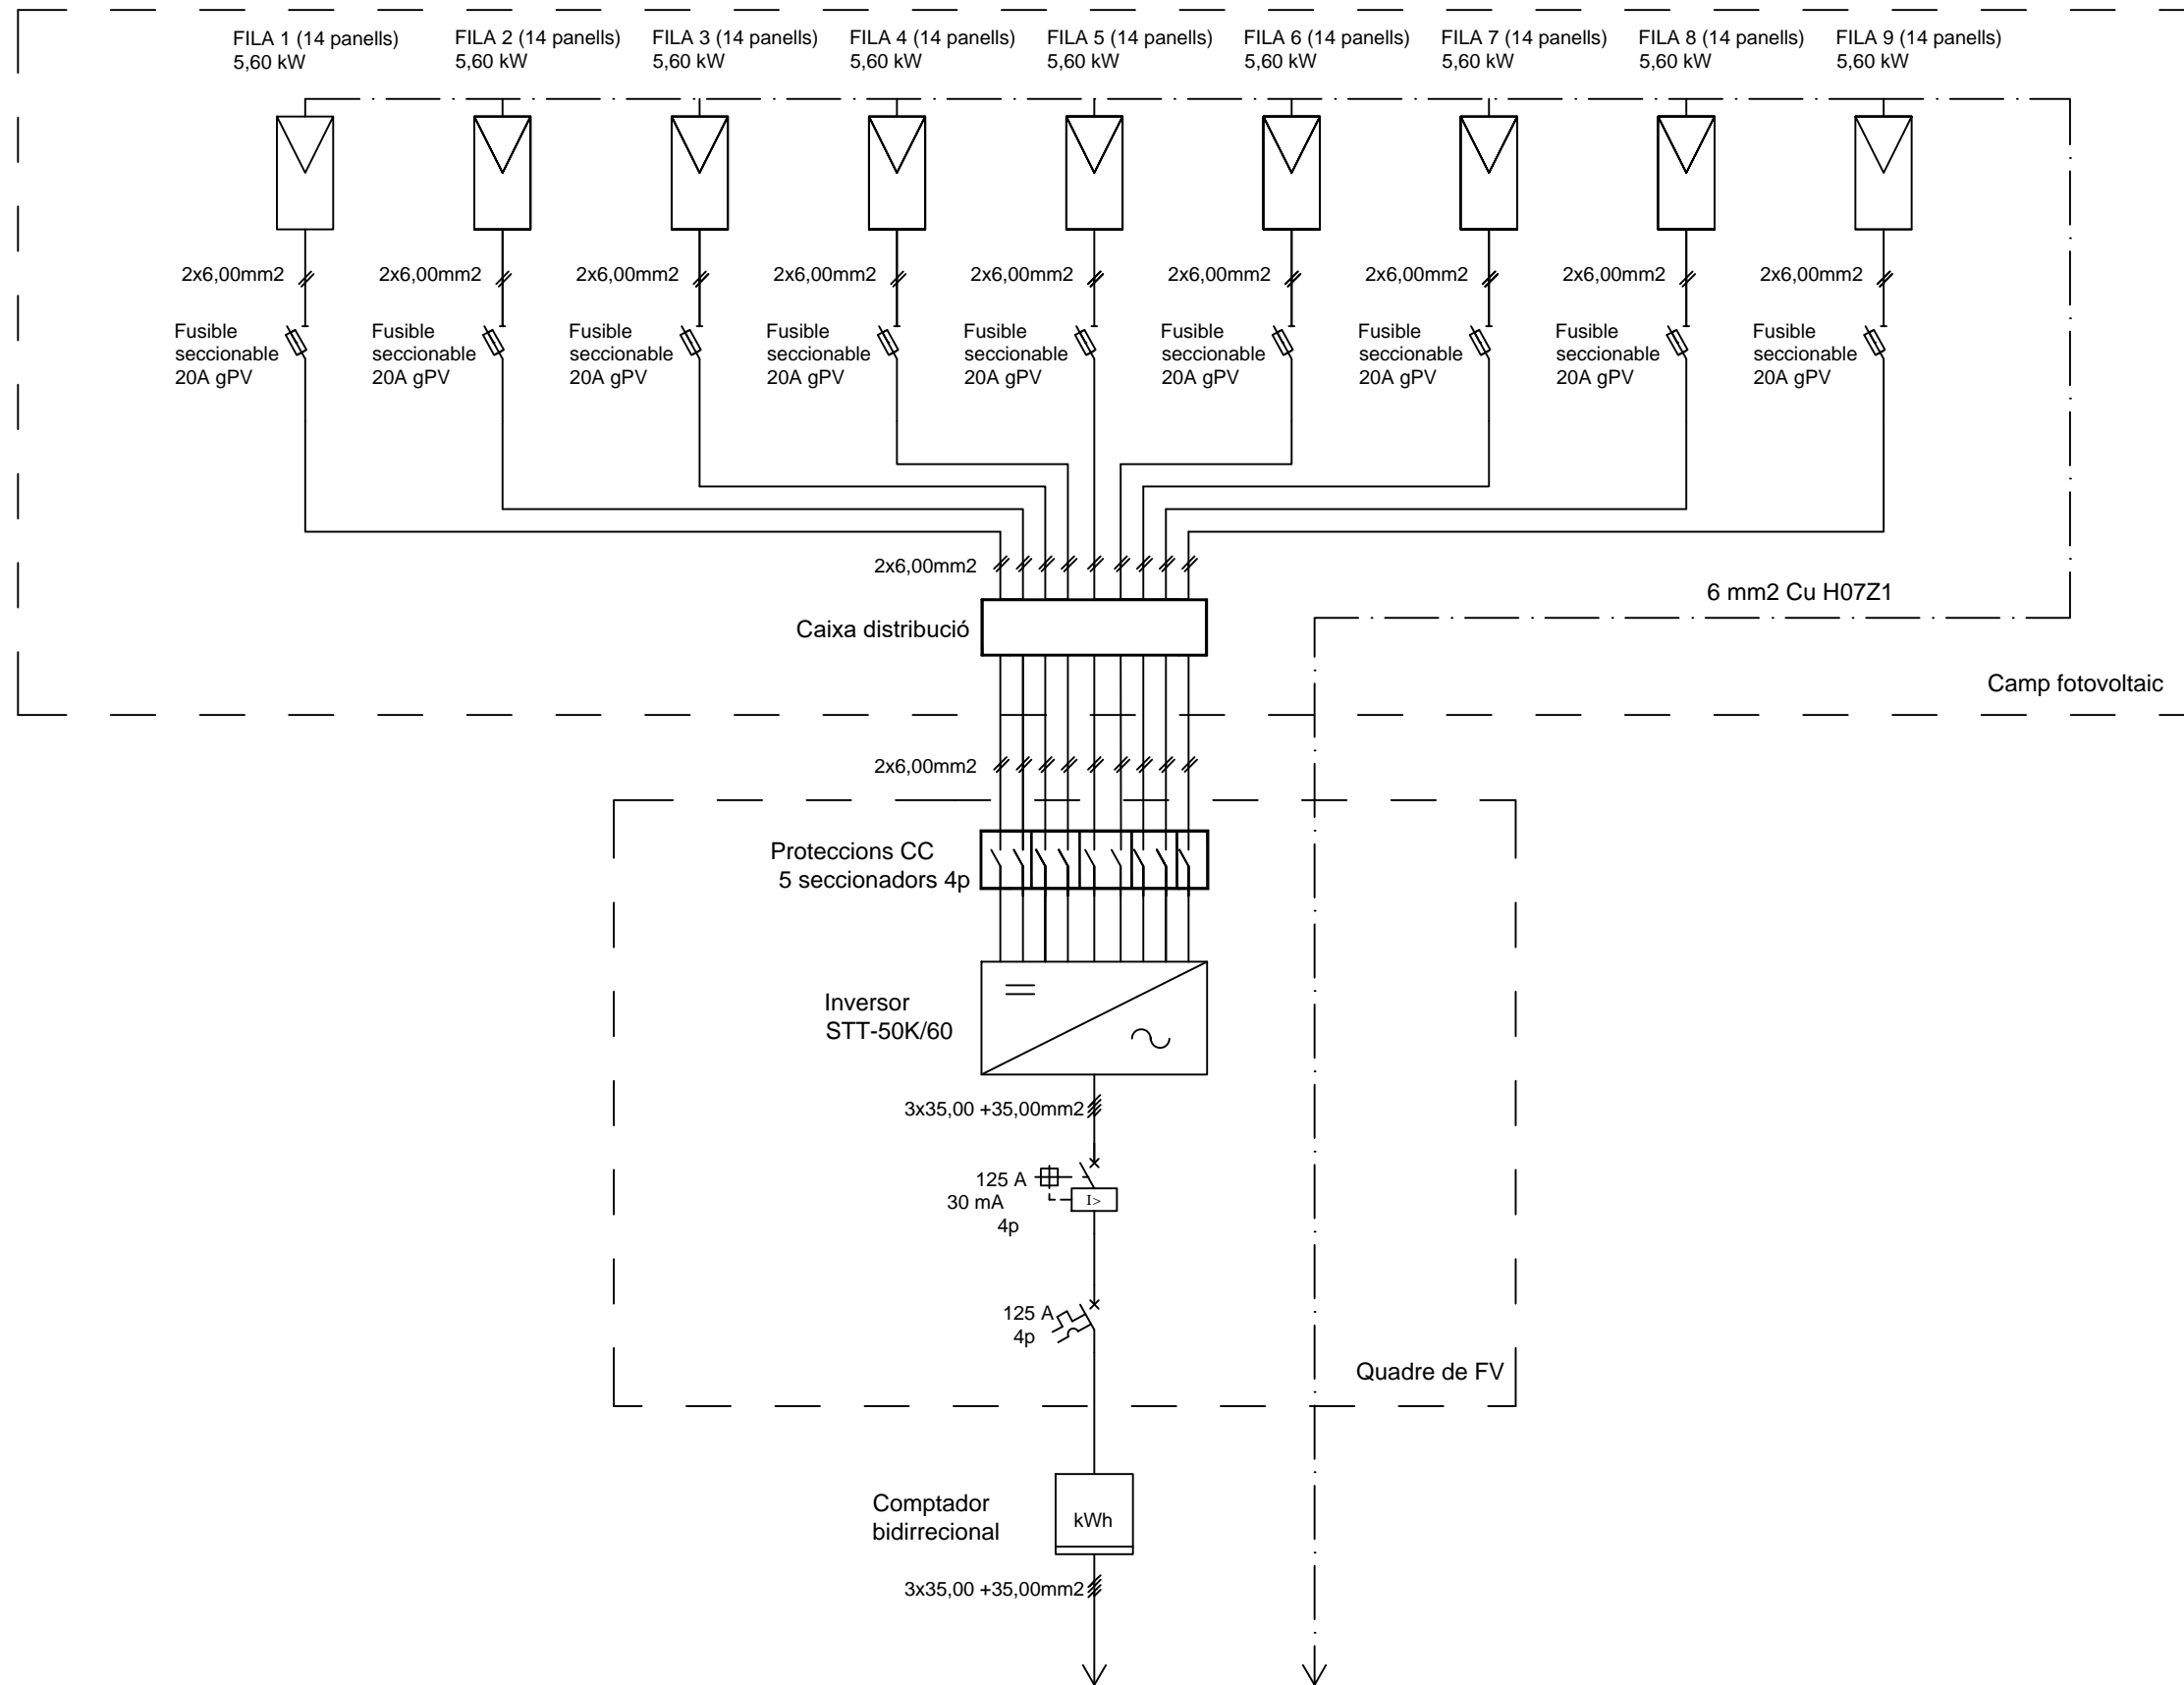 FILA 1 (14 panells)
5,60 kW
FILA 2 (14 panells)
5,60 kW
FILA 3 (14 panells)
5,60 kW
FILA 4 (14 panells)
5,60 kW
FILA 5 (14 panells)
5,60 kW
FILA 6 (14 panells)
5,60 kW
FILA 7 (14 panells)
5,60 kW
FILA 8 (14 panells)
5,60 kW
FILA 9 (14 panells)
5,60 kW
2x6,00mm2
2x6,00mm2
2x6,00mm2
2x6,00mm2
2x6,00mm2
2x6,00mm2
2x6,00mm2
2x6,00mm2
2x6,00mm2
Fusible
seccionable
20A gPV
Fusible
seccionable
20A gPV
Fusible
seccionable
20A gPV
Fusible
seccionable
20A gPV
Fusible
seccionable
20A gPV
Fusible
seccionable
20A gPV
Fusible
seccionable
20A gPV
Fusible
seccionable
20A gPV
Fusible
seccionable
20A gPV
2x6,00mm2
6 mm2 Cu H07Z1
Caixa distribució
Camp fotovoltaic
2x6,00mm2
Proteccions CC
5 seccionadors 4p
Inversor
STT-50K/60
3x35,00 +35,00mm2
125 A
30 mA
4p
I>
125 A
4p
Quadre de FV
Comptador
bidirrecional
kWh
3x35,00 +35,00mm2